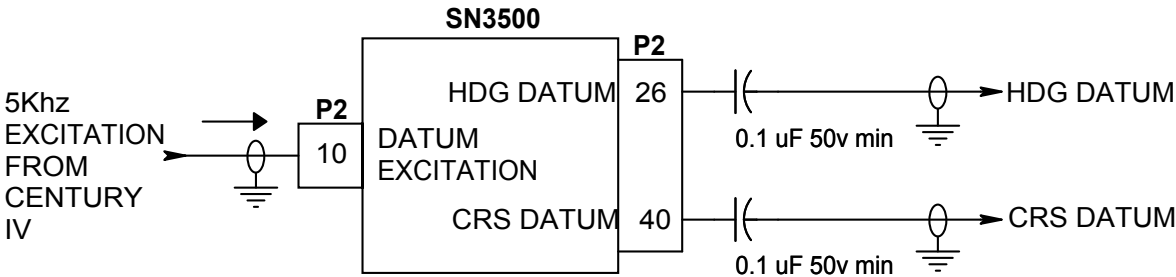 SN3500
P2
HDG DATUM 26
HDG DATUM
0.1 uF 50v min
5Khz
EXCITATION
FROM
CENTURY
IV
P2
10
DATUM
EXCITATION
CRS DATUM 40
CRS DATUM
0.1 uF 50v min